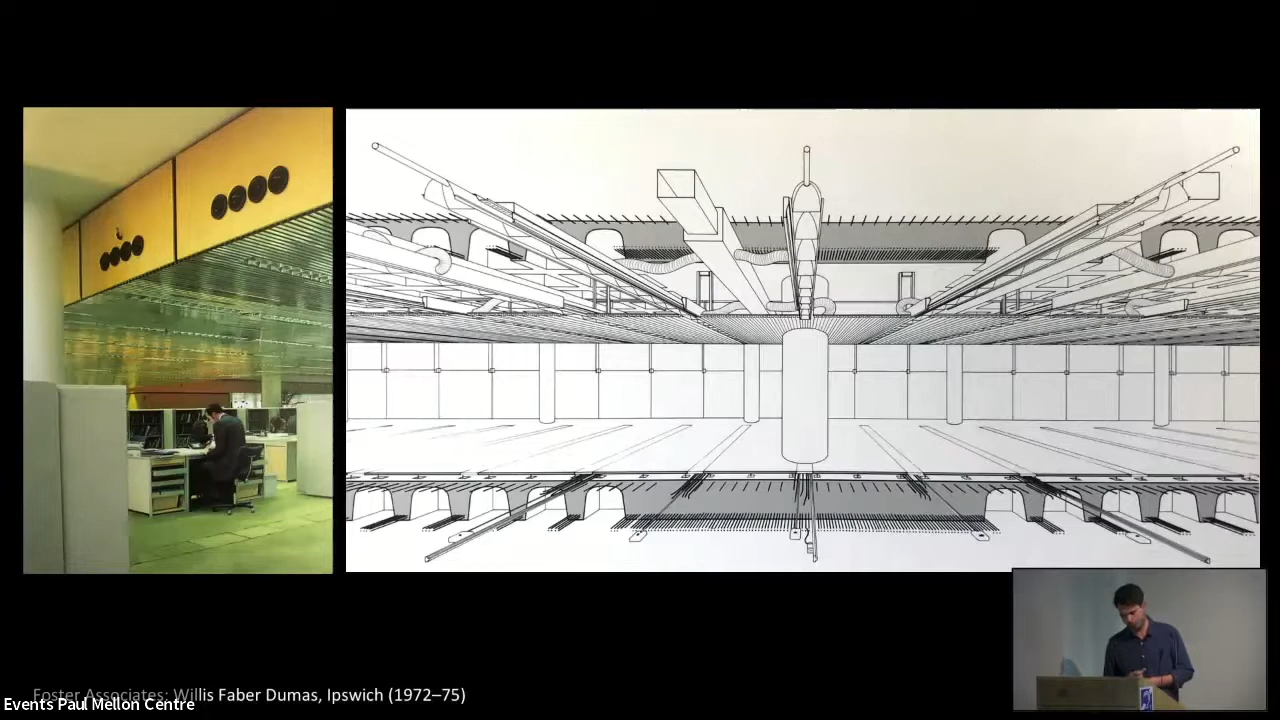 Foster Associates: Willis Faber Dumas, Ipswich (1972–75)
Events Paul Mellon Centre